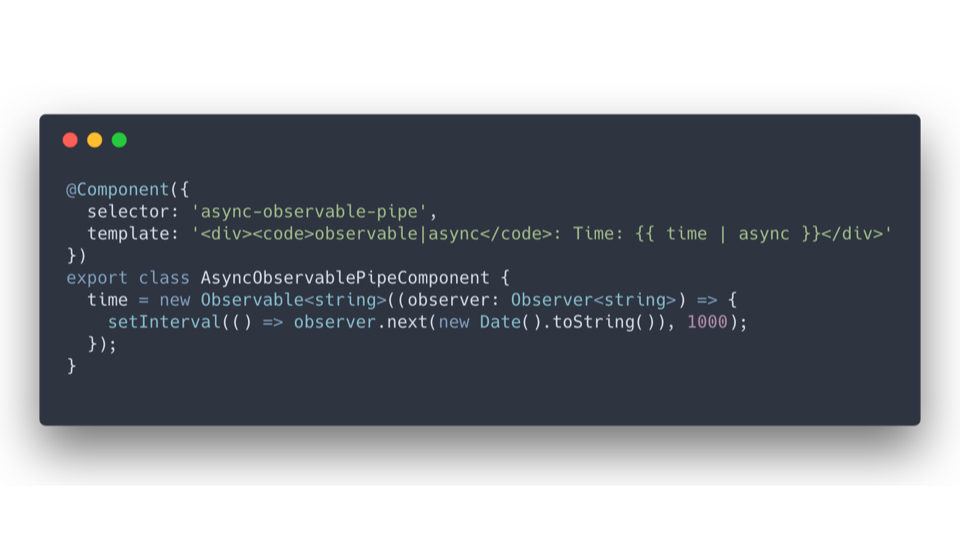 @Component({
  selector: 'async-observable-pipe',
  template: '<div><code>observable|async</code>: Time: {{ time | async }}</div>'
})
export class AsyncObservablePipeComponent {
  time = new Observable<string>((observer: Observer<string>) => {
    setInterval(() => observer.next(new Date().toString()), 1000);
  });
}